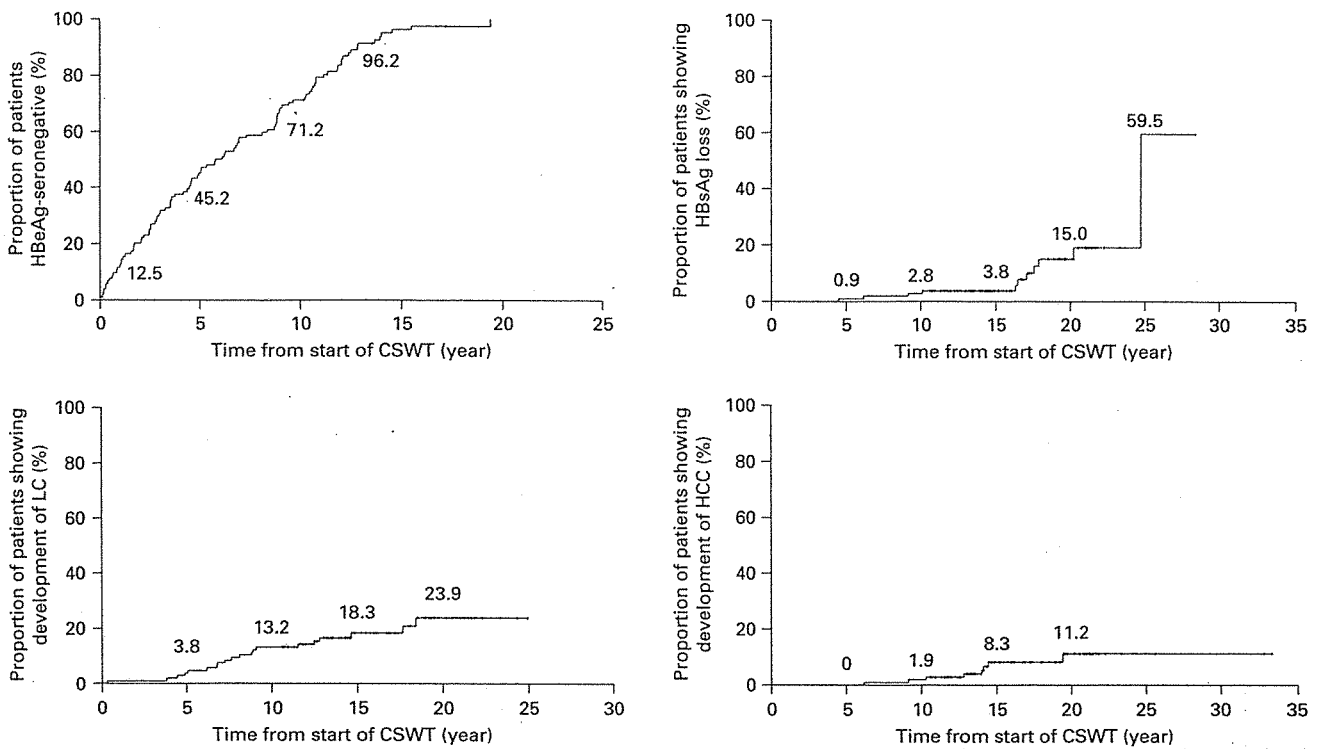 Proportion of patients
HBeAg-seronegative (%)
100
80
60
40
20
0
96.2
71.2
45.2
12.5
0 5 10 15 20 25
Time from start of CSWT (year)
Proportion of patients showing
HBsAg loss (%)
100
80
60
40
20
0
59.5
15.0
3.8
2.8
0.9
0 5 10 15 20 25 30 35
Time from start of CSWT (year)
Proportion of patients showing
development of LC (%)
100
80
60
40
20
0
23.9
18.3
13.2
3.8
0 5 10 15 20 25 30
Time from start of CSWT (year)
Proportion of patients showing
development of HCC (%)
100
80
60
40
20
0
11.2
8.3
1.9
0
0 5 10 15 20 25 30 35
Time from start of CSWT (year)